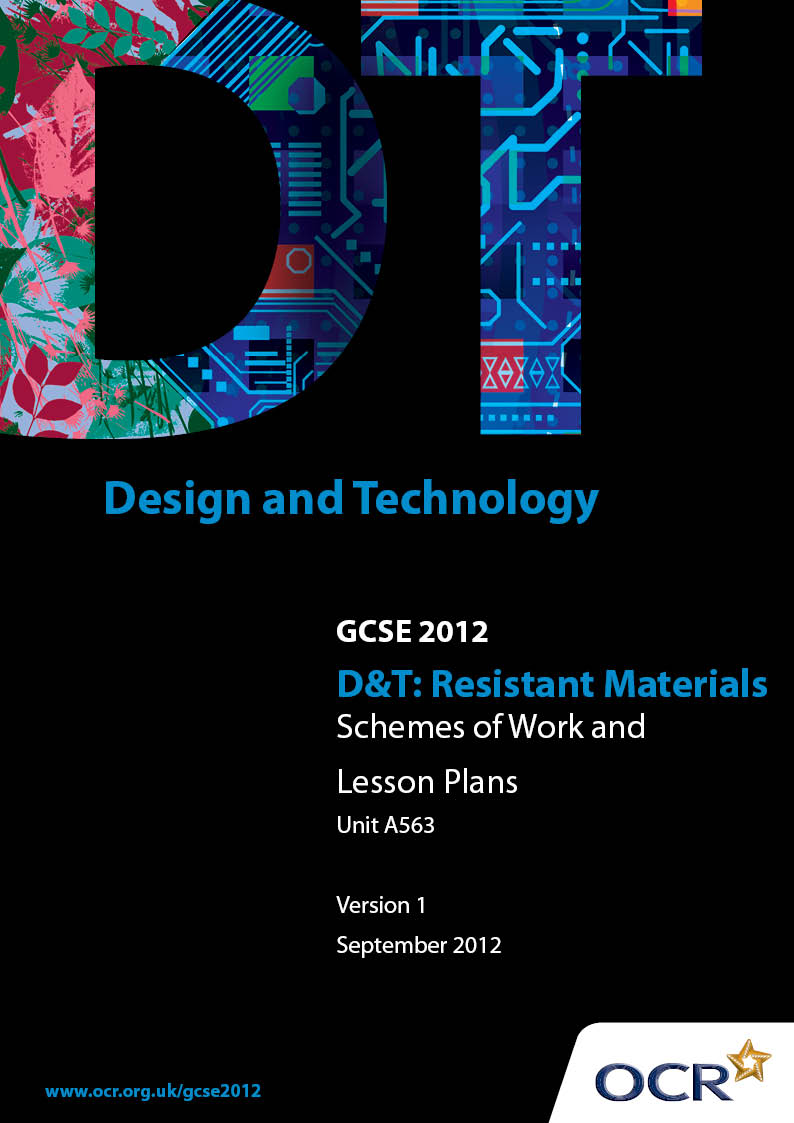 DT
Design and Technology
GCSE 2012
D&T: Resistant Materials
Schemes of Work and
Lesson Plans
Unit A563
Version 1
September 2012
www.ocr.org.uk/gcse2012
OCR